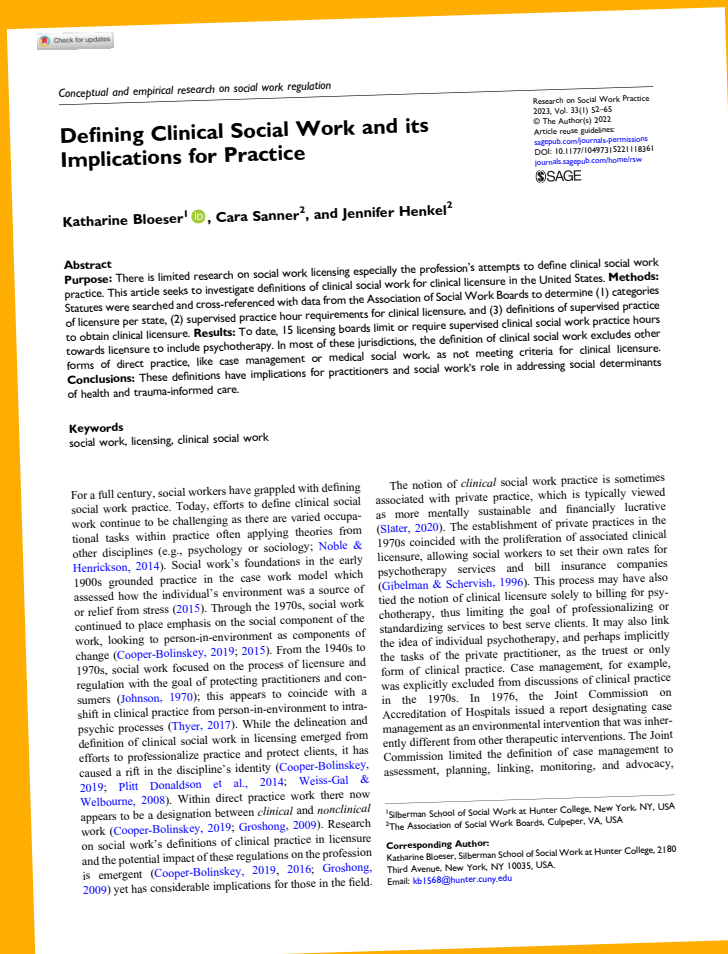 Check for updates
Conceptual and empirical research on social work regulation
Research on Social Work Practice
2023, Vol. 33(1) 52–65
© The Author(s) 2022
Article reuse guidelines:
sagepub.com/journals-permissions
DOI: 10.1177/10497315221118361
journals.sagepub.com/home/rsw
SAGE
Defining Clinical Social Work and its
Implications for Practice
Katharine Bloeser1 iD, Cara Sanner2, and Jennifer Henkel2
Abstract
Purpose: There is limited research on social work licensing especially the profession's attempts to define clinical social work
practice. This article seeks to investigate definitions of clinical social work for clinical licensure in the United States. Methods:
Statutes were searched and cross-referenced with data from the Association of Social Work Boards to determine (1) categories
of licensure per state, (2) supervised practice hour requirements for clinical licensure, and (3) definitions of supervised practice
to obtain clinical licensure. Results: To date, 15 licensing boards limit or require supervised clinical social work practice hours
towards licensure to include psychotherapy. In most of these jurisdictions, the definition of clinical social work excludes other
forms of direct practice, like case management or medical social work, as not meeting criteria for clinical licensure.
Conclusions: These definitions have implications for practitioners and social work's role in addressing social determinants
of health and trauma-informed care.
Keywords
social work, licensing, clinical social work
For a full century, social workers have grappled with defining
social work practice. Today, efforts to define clinical social
work continue to be challenging as there are varied occupa-
tional tasks within practice often applying theories from
other disciplines (e.g., psychology or sociology; Noble &
Henrickson, 2014). Social work's foundations in the early
1900s grounded practice in the case work model which
assessed how the individual's environment was a source of
or relief from stress (2015). Through the 1970s, social work
continued to place emphasis on the social component of the
work, looking to person-in-environment as components of
change (Cooper-Bolinskey, 2019; 2015). From the 1940s to
1970s, social work focused on the process of licensure and
regulation with the goal of protecting practitioners and con-
sumers (Johnson, 1970); this appears to coincide with a
shift in clinical practice from person-in-environment to intra-
psychic processes (Thyer, 2017). While the delineation and
definition of clinical social work in licensing emerged from
efforts to professionalize practice and protect clients, it has
caused a rift in the discipline's identity (Cooper-Bolinskey,
2019; Plitt Donaldson et al., 2014; Weiss-Gal &
Welbourne, 2008). Within direct practice work there now
appears to be a designation between clinical and nonclinical
work (Cooper-Bolinskey, 2019; Groshong, 2009). Research
on social work's definitions of clinical practice in licensure
and the potential impact of these regulations on the profession
is emergent (Cooper-Bolinskey, 2019, 2016; Groshong,
2009) yet has considerable implications for those in the field.
The notion of clinical social work practice is sometimes
associated with private practice, which is typically viewed
as more mentally sustainable and financially lucrative
(Slater, 2020). The establishment of private practices in the
1970s coincided with the proliferation of associated clinical
licensure, allowing social workers to set their own rates for
psychotherapy services and bill insurance companies
(Gibelman & Schervish, 1996). This process may have also
tied the notion of clinical licensure solely to billing for psy-
chotherapy, thus limiting the goal of professionalizing or
standardizing services to best serve clients. It may also link
the idea of individual psychotherapy, and perhaps implicitly
the tasks of the private practitioner, as the truest or only
form of clinical practice. Case management, for example,
was explicitly excluded from discussions of clinical practice
in the 1970s. In 1976, the Joint Commission on
Accreditation of Hospitals issued a report designating case
management as an environmental intervention that was inher-
ently different from other therapeutic interventions. The Joint
Commission limited the definition of case management to
assessment, planning, linking, monitoring, and advocacy,
1Silberman School of Social Work at Hunter College, New York, NY, USA
2The Association of Social Work Boards, Culpeper, VA, USA
Corresponding Author:
Katharine Bloeser, Silberman School of Social Work at Hunter College, 2180
Third Avenue, New York, NY 10035, USA.
Email: kb1568@hunter.cuny.edu